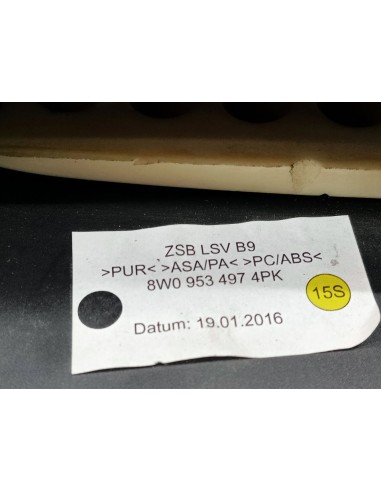 ZSB LSV B9
>PUR< >ASA/PA< >PC/ABS<
8W0 953 497 4PK
15S
Datum: 19.01.2016